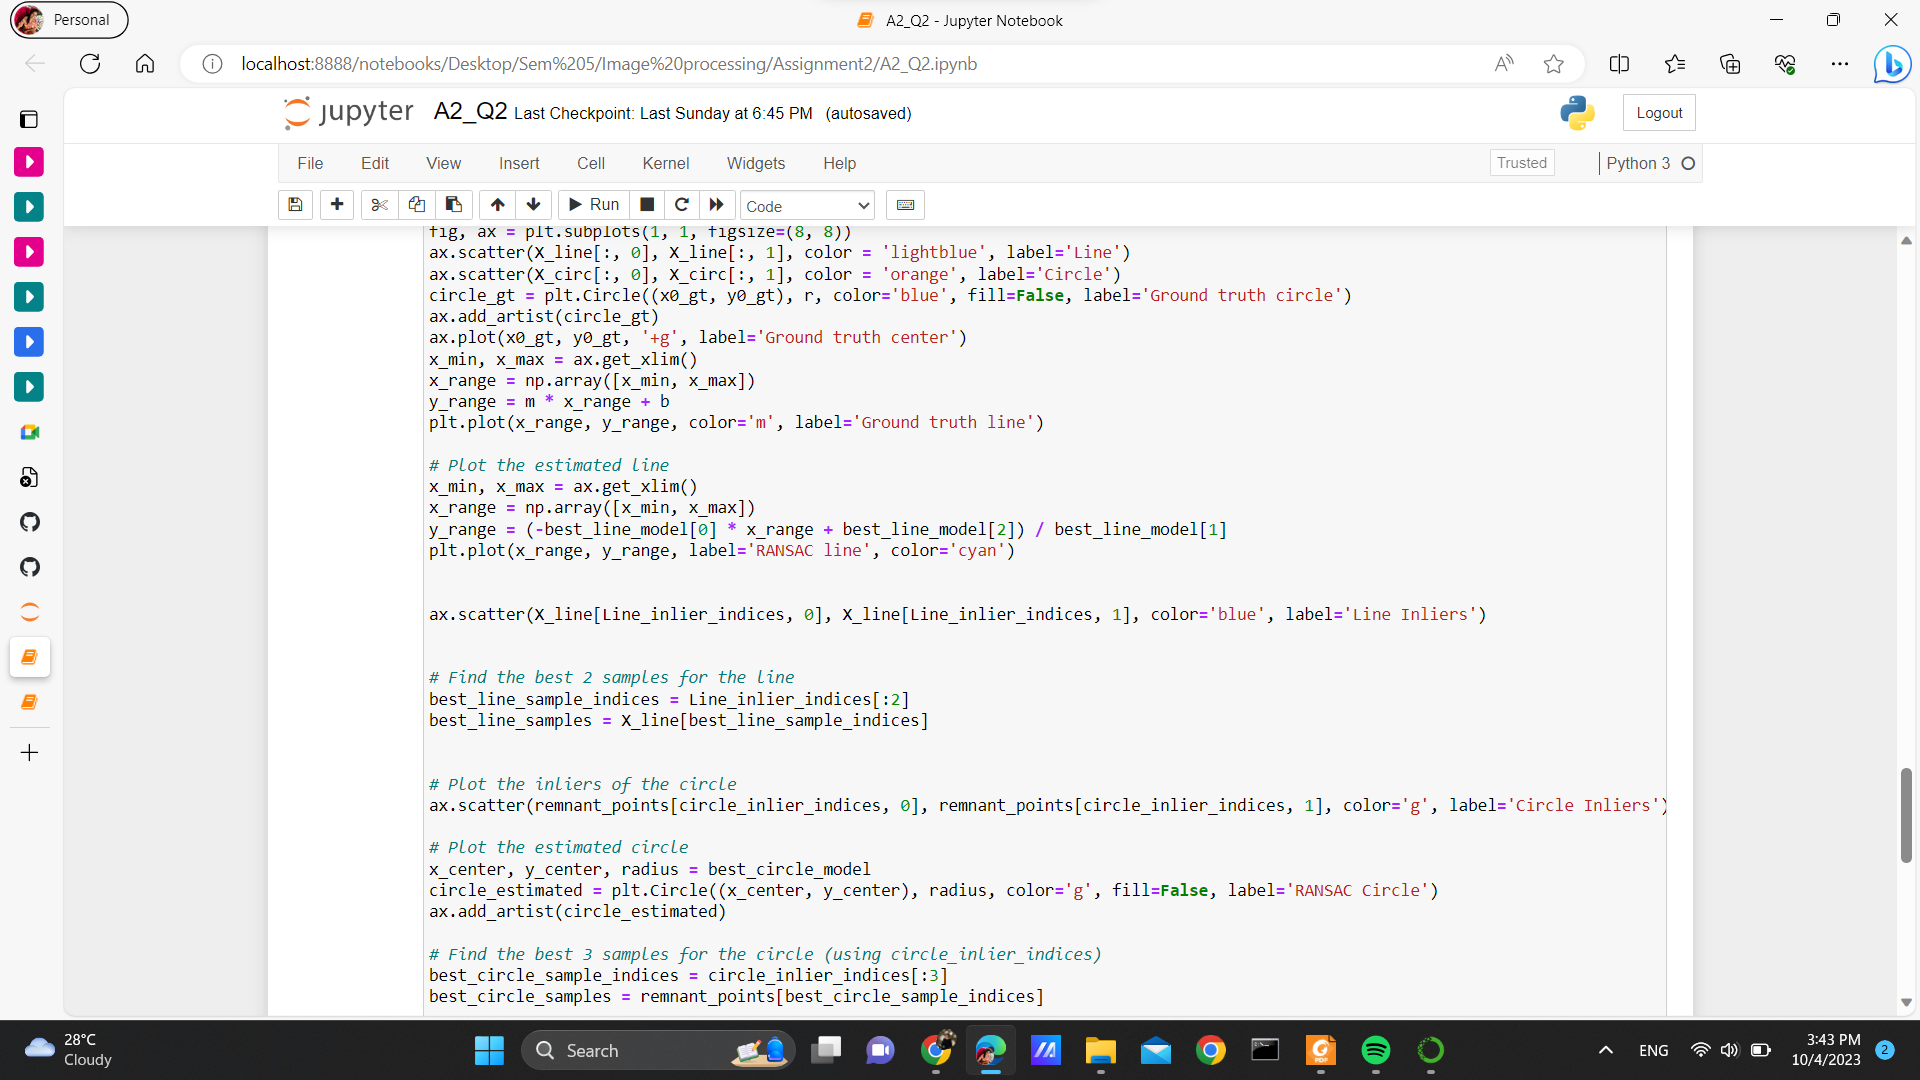 Personal
A2_Q2 - Jupyter Notebook
localhost:8888/notebooks/Desktop/Sem%205/Image%20processing/Assignment2/A2_Q2.ipynb
jupyter A2_Q2 Last Checkpoint: Last Sunday at 6:45 PM (autosaved)
Logout
File Edit View Insert Cell Kernel Widgets Help
Trusted
Python 3
Run
Code
fig, ax = plt.subplots(1, 1, figsize=(8, 8))
ax.scatter(X_line[:, 0], X_line[:, 1], color = 'lightblue', label='Line')
ax.scatter(X_circ[:, 0], X_circ[:, 1], color = 'orange', label='Circle')
circle_gt = plt.Circle((x0_gt, y0_gt), r, color='blue', fill=False, label='Ground truth circle')
ax.add_artist(circle_gt)
ax.plot(x0_gt, y0_gt, '+g', label='Ground truth center')
x_min, x_max = ax.get_xlim()
x_range = np.array([x_min, x_max])
y_range = m * x_range + b
plt.plot(x_range, y_range, color='m', label='Ground truth line')
# Plot the estimated line
x_min, x_max = ax.get_xlim()
x_range = np.array([x_min, x_max])
y_range = (-best_line_model[0] * x_range + best_line_model[2]) / best_line_model[1]
plt.plot(x_range, y_range, label='RANSAC line', color='cyan')
ax.scatter(X_line[Line_inlier_indices, 0], X_line[Line_inlier_indices, 1], color='blue', label='Line Inliers')
# Find the best 2 samples for the line
best_line_sample_indices = Line_inlier_indices[:2]
best_line_samples = X_line[best_line_sample_indices]
# Plot the inliers of the circle
ax.scatter(remnant_points[circle_inlier_indices, 0], remnant_points[circle_inlier_indices, 1], color='g', label='Circle Inliers')
# Plot the estimated circle
x_center, y_center, radius = best_circle_model
circle_estimated = plt.Circle((x_center, y_center), radius, color='g', fill=False, label='RANSAC Circle')
ax.add_artist(circle_estimated)
# Find the best 3 samples for the circle (using circle_inlier_indices)
best_circle_sample_indices = circle_inlier_indices[:3]
best_circle_samples = remnant_points[best_circle_sample_indices]
28°C
Cloudy
Search
PDF
ENG
3:43 PM
10/4/2023
2